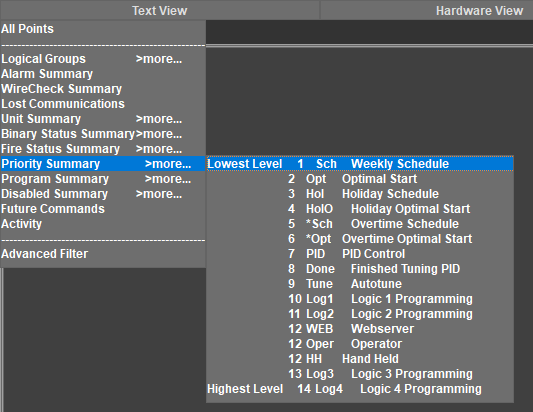 Text View Hardware View
All Points
Logical Groups >more...
Alarm Summary
WireCheck Summary
Lost Communications
Unit Summary >more...
Binary Status Summary>more...
Fire Status Summary >more...
Priority Summary >more...
Program Summary >more...
Disabled Summary >more...
Future Commands
Activity
Advanced Filter
Lowest Level 1 Sch Weekly Schedule
2 Opt Optimal Start
3 Hol Holiday Schedule
4 HolO Holiday Optimal Start
5 *Sch Overtime Schedule
6 *Opt Overtime Optimal Start
7 PID PID Control
8 Done Finished Tuning PID
9 Tune Autotune
10 Log1 Logic 1 Programming
11 Log2 Logic 2 Programming
12 WEB Webserver
12 Oper Operator
12 HH Hand Held
13 Log3 Logic 3 Programming
Highest Level 14 Log4 Logic 4 Programming